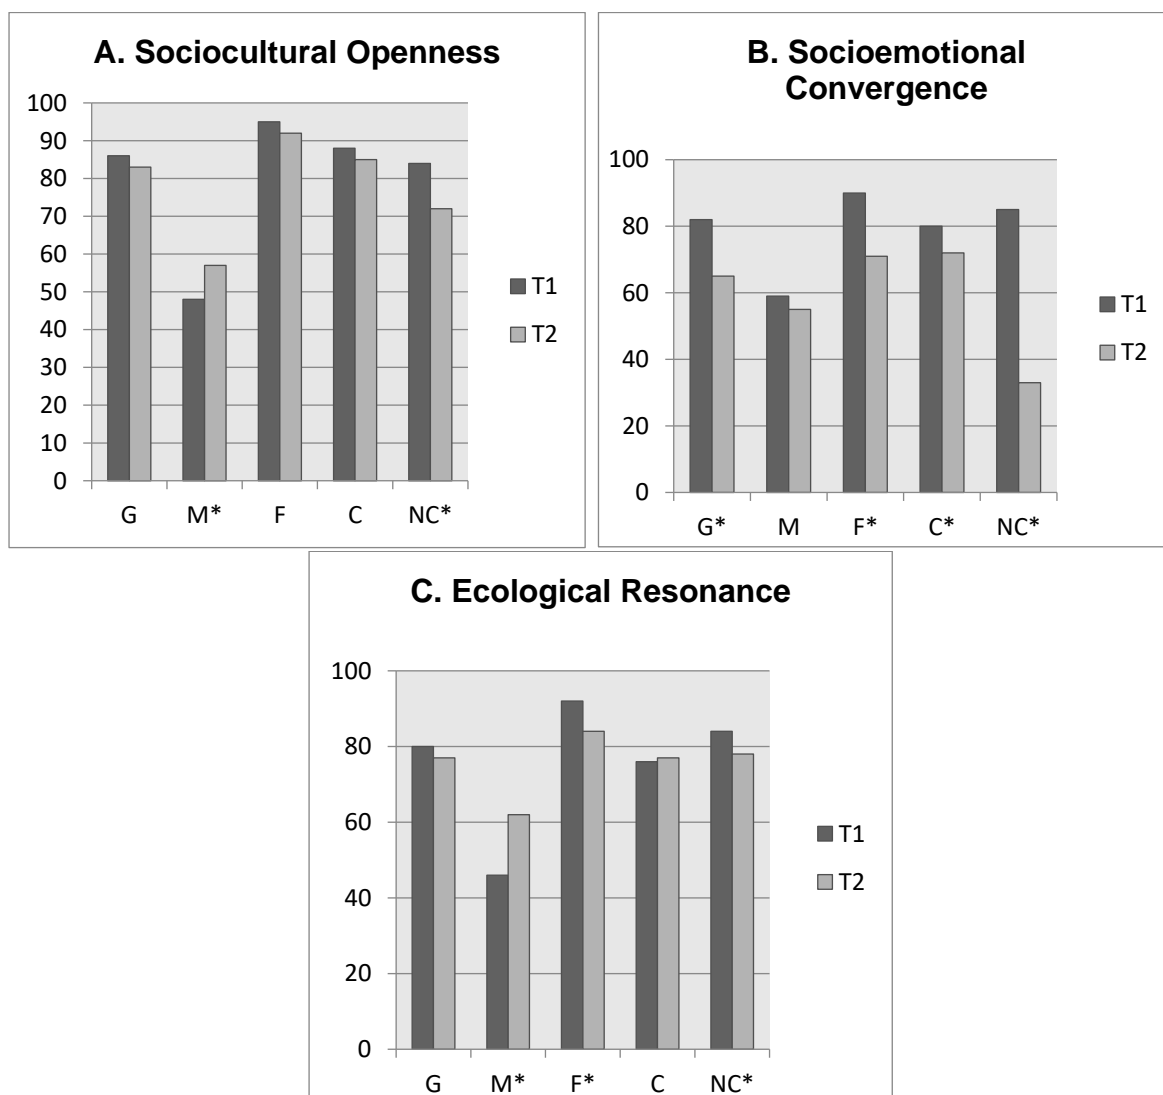 A. Sociocultural Openness
100
90
80
70
60
50
40
30
20
10
0
G M* F C NC*
T1
T2
B. Socioemotional
Convergence
100
80
60
40
20
0
G* M F* C* NC*
T1
T2
C. Ecological Resonance
100
80
60
40
20
0
G M* F* C NC*
T1
T2